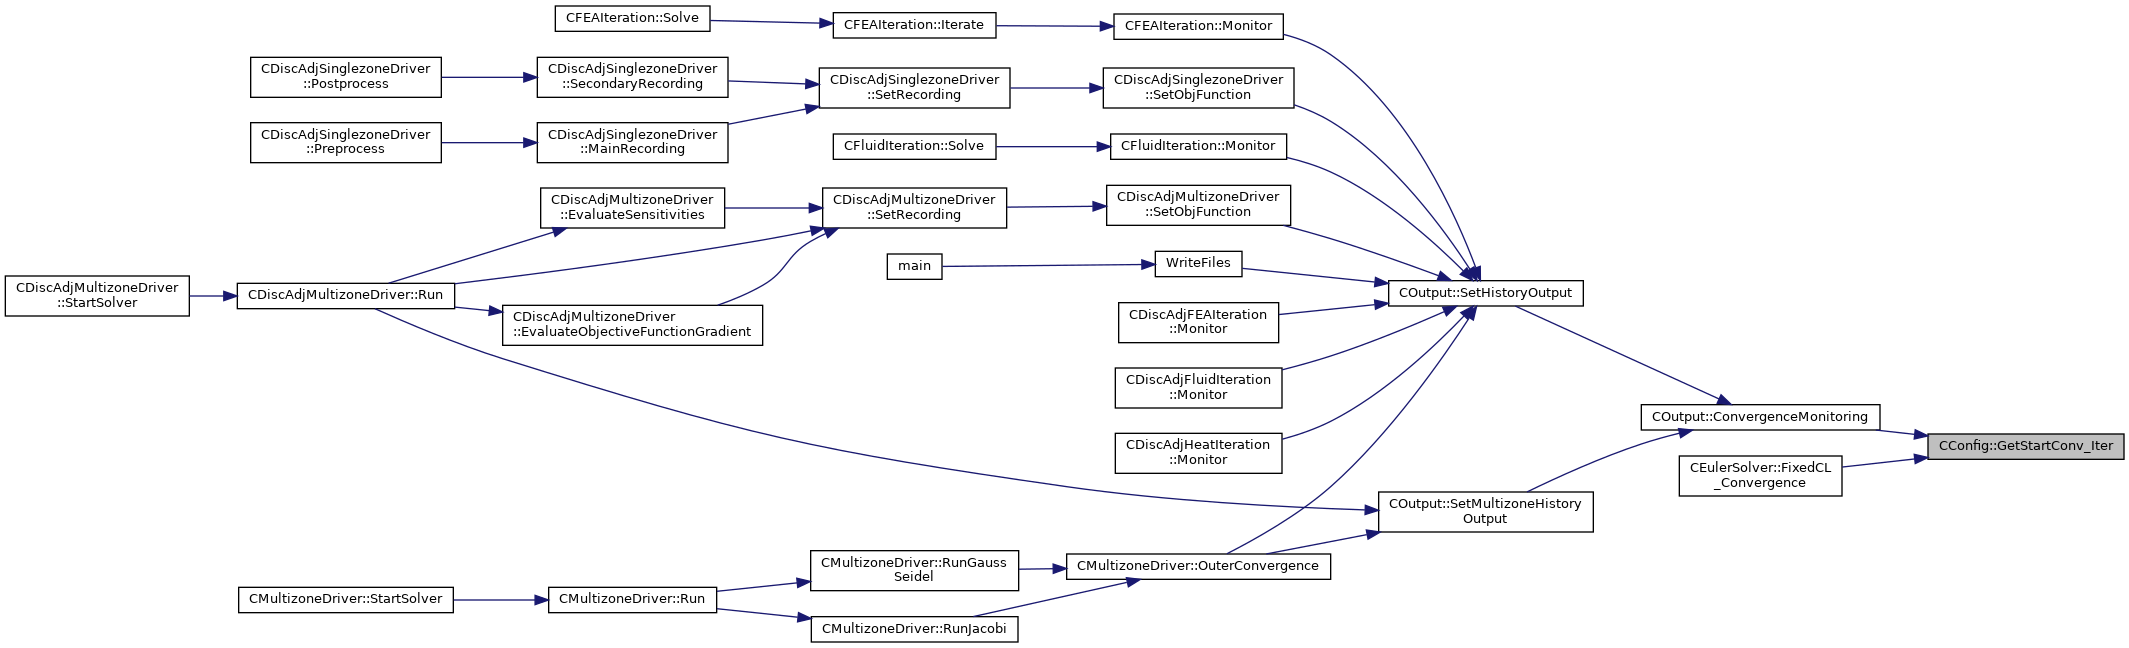 CFEAIteration::Solve
CFEAIteration::Iterate
CFEAIteration::Monitor
CDiscAdjSinglezoneDriver
::Postprocess
CDiscAdjSinglezoneDriver
::SecondaryRecording
CDiscAdjSinglezoneDriver
::SetRecording
CDiscAdjSinglezoneDriver
::SetObjFunction
CDiscAdjSinglezoneDriver
::Preprocess
CDiscAdjSinglezoneDriver
::MainRecording
CFluidIteration::Solve
CFluidIteration::Monitor
CDiscAdjMultizoneDriver
::EvaluateSensitivities
CDiscAdjMultizoneDriver
::SetRecording
CDiscAdjMultizoneDriver
::SetObjFunction
main
WriteFiles
CDiscAdjMultizoneDriver
::StartSolver
CDiscAdjMultizoneDriver::Run
CDiscAdjMultizoneDriver
::EvaluateObjectiveFunctionGradient
CDiscAdjFEAIteration
::Monitor
COutput::SetHistoryOutput
CDiscAdjFluidIteration
::Monitor
CDiscAdjHeatIteration
::Monitor
COutput::ConvergenceMonitoring
CConfig::GetStartConv_Iter
CEulerSolver::FixedCL
_Convergence
COutput::SetMultizoneHistory
Output
CMultizoneDriver::OuterConvergence
CMultizoneDriver::RunGauss
Seidel
CMultizoneDriver::StartSolver
CMultizoneDriver::Run
CMultizoneDriver::RunJacobi